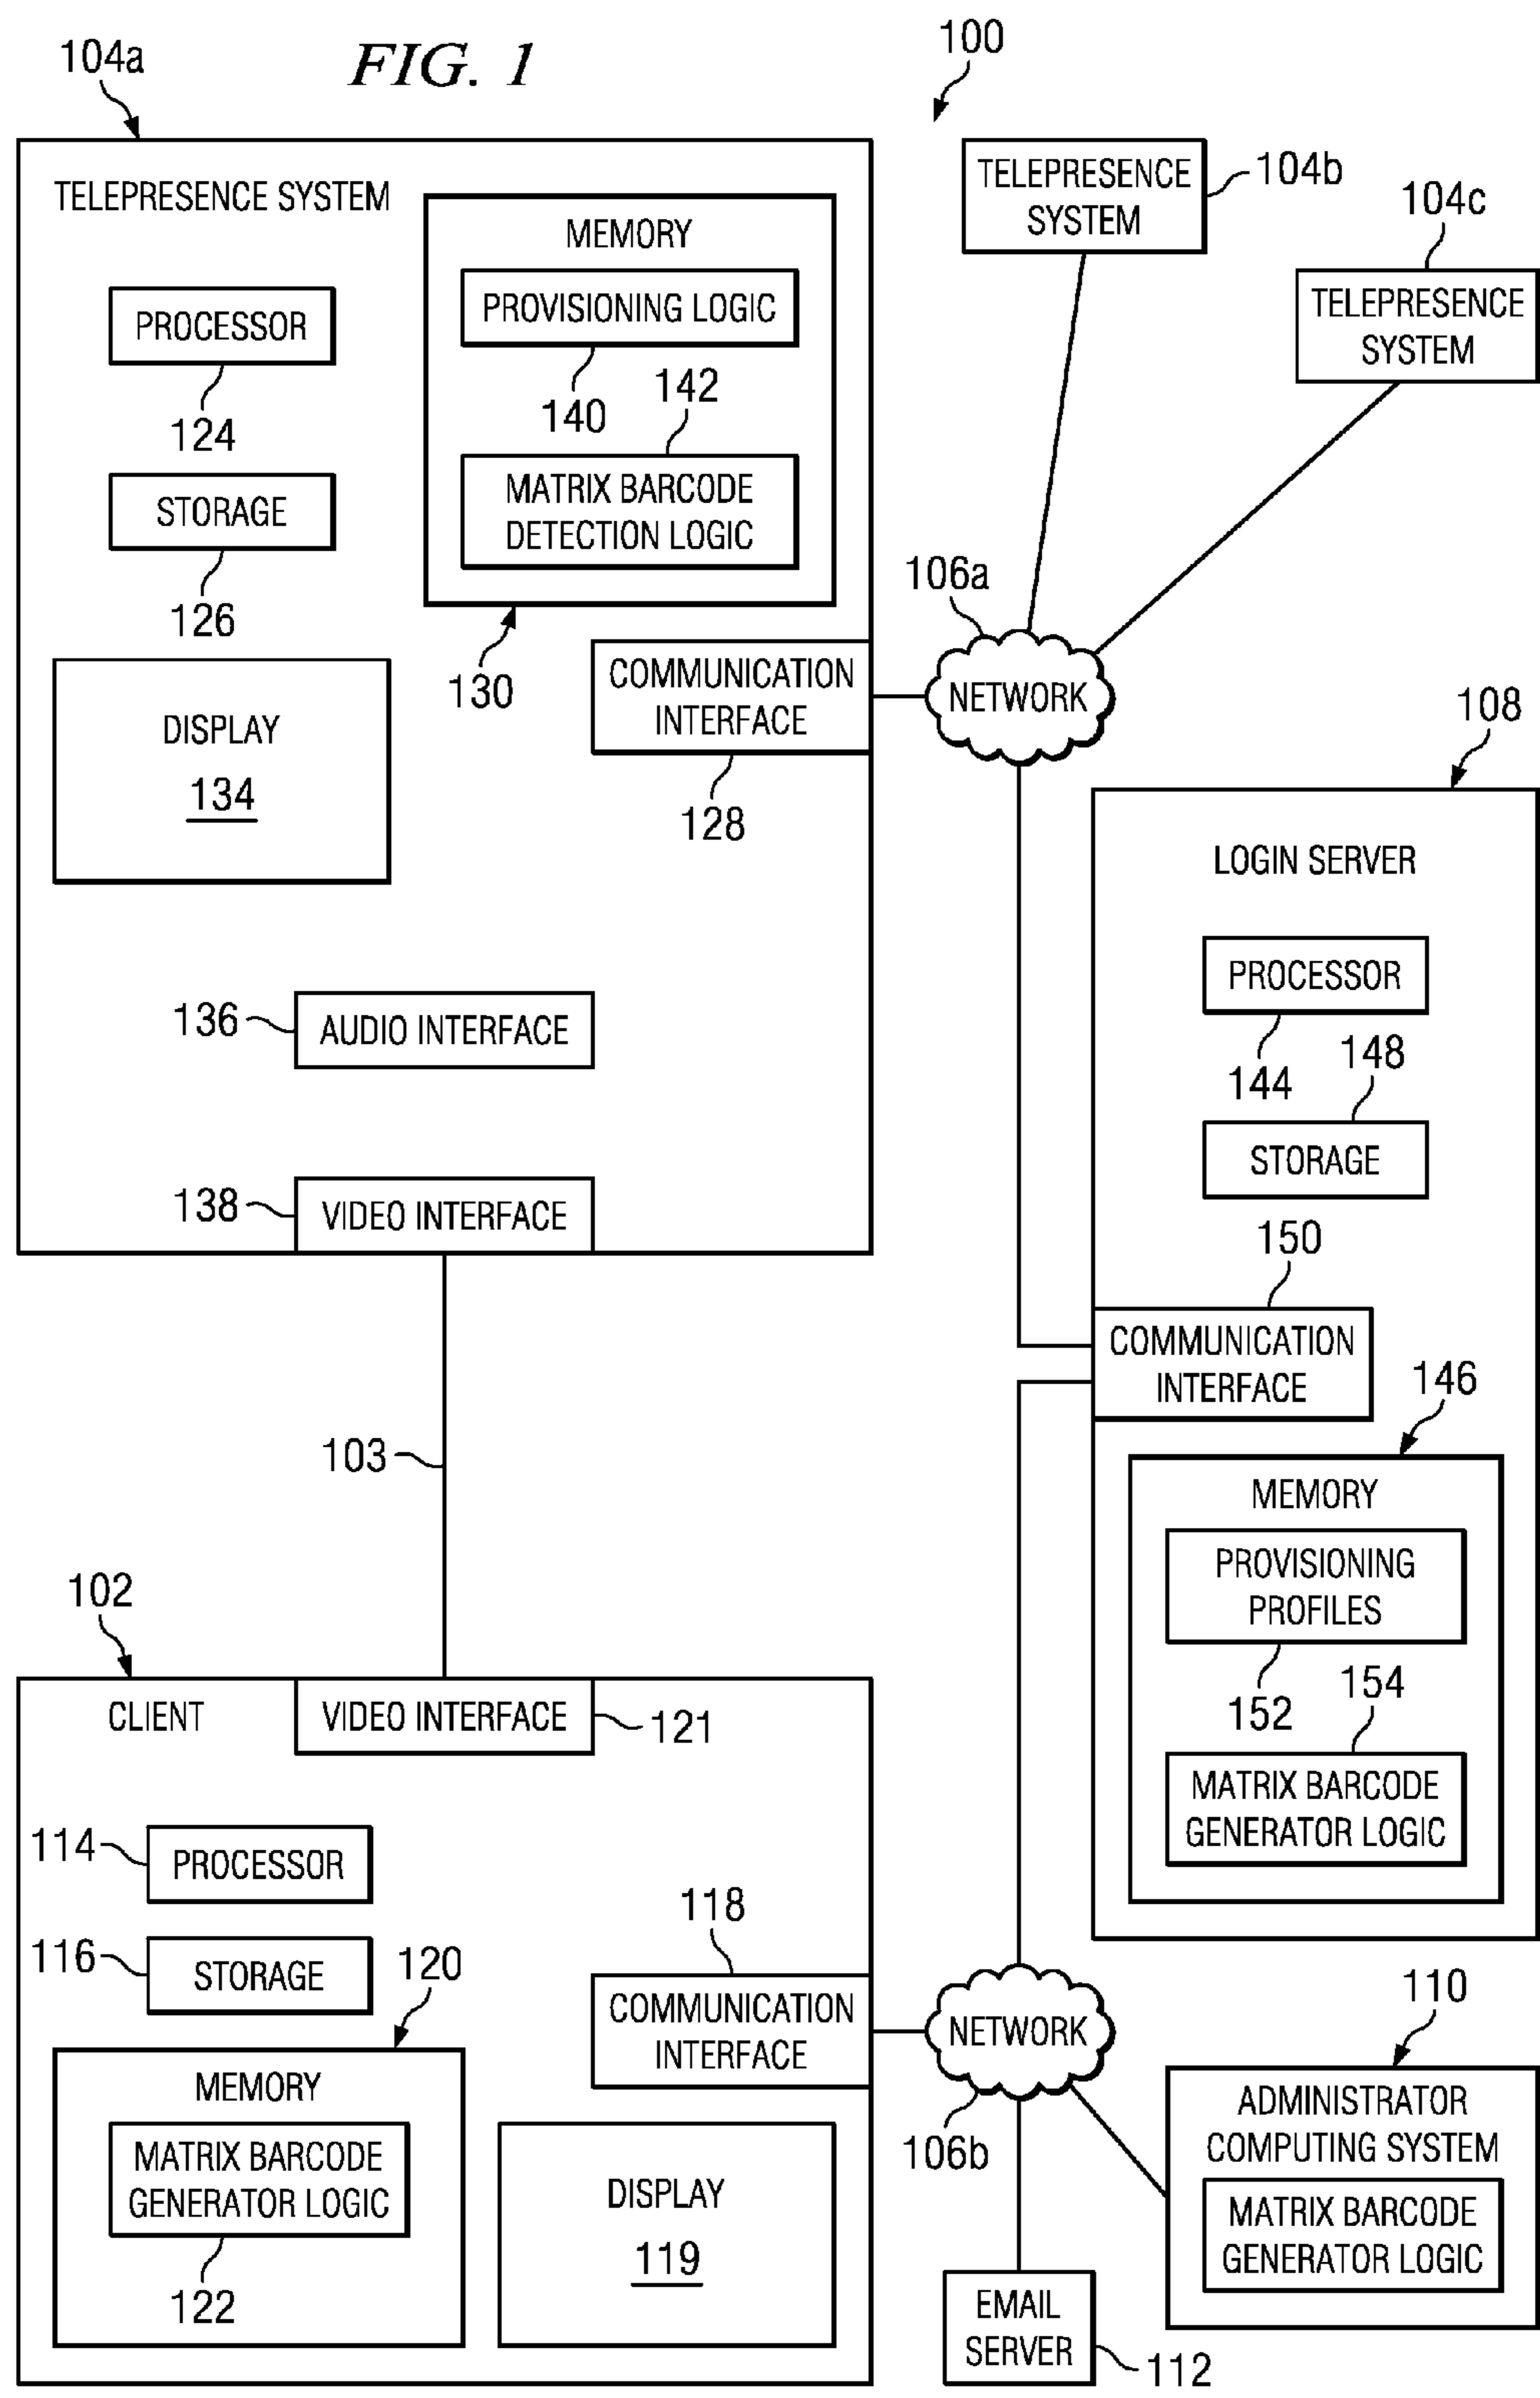 FIG. 1
100
104a
TELEPRESENCE SYSTEM
PROCESSOR
124
STORAGE
126
MEMORY
PROVISIONING LOGIC
140
142
MATRIX BARCODE
DETECTION LOGIC
130
DISPLAY
134
COMMUNICATION
INTERFACE
128
136
AUDIO INTERFACE
138
VIDEO INTERFACE
TELEPRESENCE
SYSTEM
104b
104c
TELEPRESENCE
SYSTEM
106a
NETWORK
108
LOGIN SERVER
PROCESSOR
144
148
STORAGE
150
COMMUNICATION
INTERFACE
146
MEMORY
PROVISIONING
PROFILES
152
154
MATRIX BARCODE
GENERATOR LOGIC
103
102
CLIENT
VIDEO INTERFACE
121
114
PROCESSOR
116
STORAGE
120
MEMORY
MATRIX BARCODE
GENERATOR LOGIC
122
118
COMMUNICATION
INTERFACE
DISPLAY
119
NETWORK
106b
110
ADMINISTRATOR
COMPUTING SYSTEM
MATRIX BARCODE
GENERATOR LOGIC
EMAIL
SERVER
112